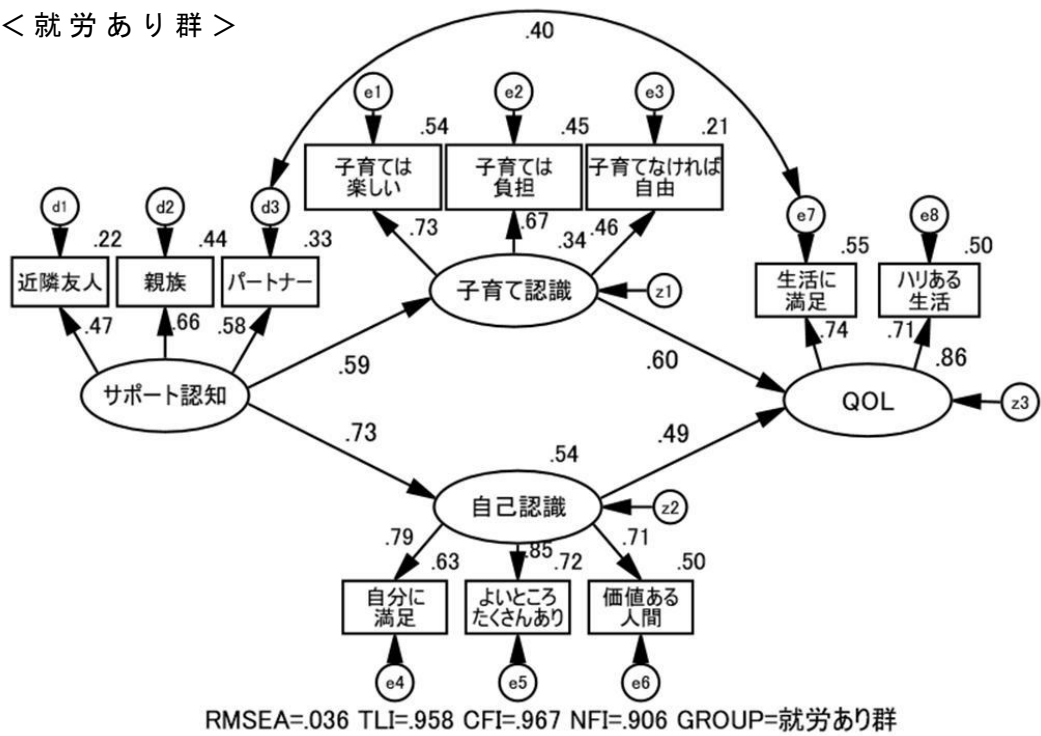 ＜就労あり群＞
.40
e1
e2
e3
.54
.45
.21
子育ては
楽しい
子育ては
負担
子育てなければ
自由
d1
d2
d3
e7
e8
.22
.44
.33
.73
.67
.34
.46
.55
.50
近隣友人
親族
パートナー
子育て認識
z1
生活に
満足
ハリある
生活
.47
.66
.58
.74
.71
.59
.60
.86
サポート認知
QOL
z3
.73
.49
.54
自己認識
z2
.79
.85
.71
.63
.72
.50
自分に
満足
よいところ
たくさんあり
価値ある
人間
e4
e5
e6
RMSEA=.036 TLI=.958 CFI=.967 NFI=.906 GROUP=就労あり群